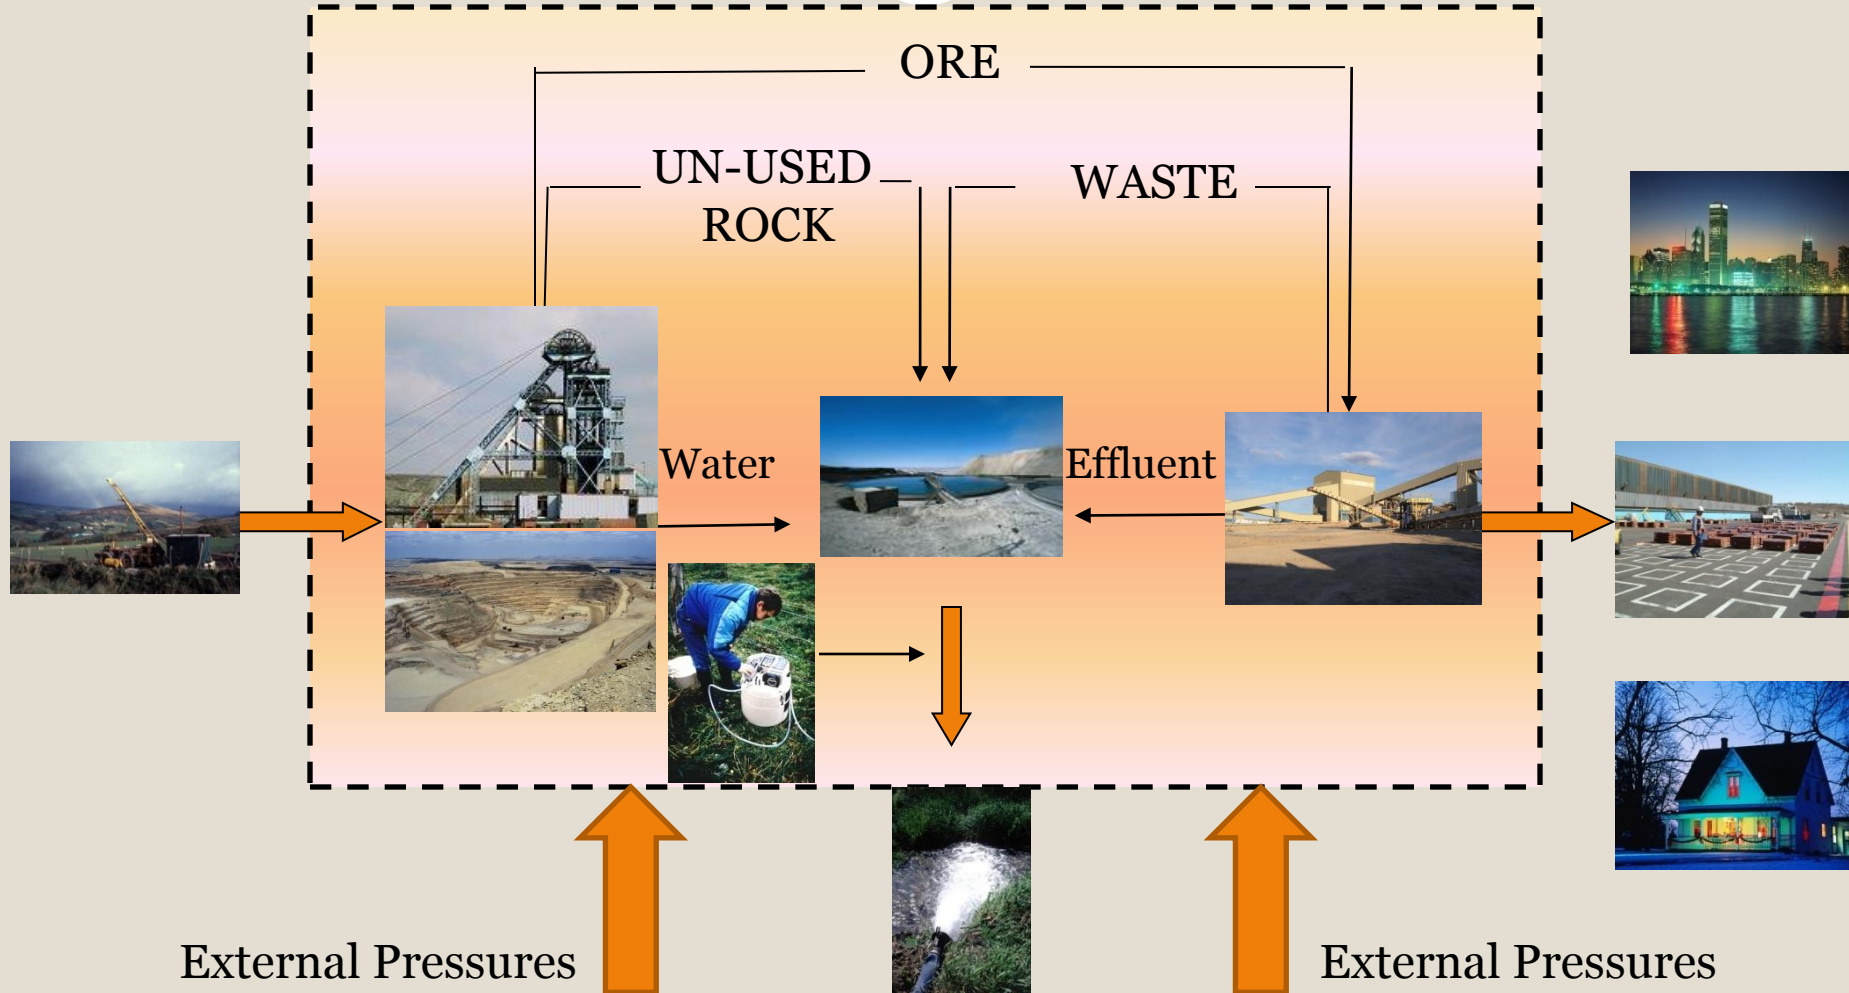 ORE
UN-USED
ROCK
WASTE
Water
Effluent
External Pressures
External Pressures